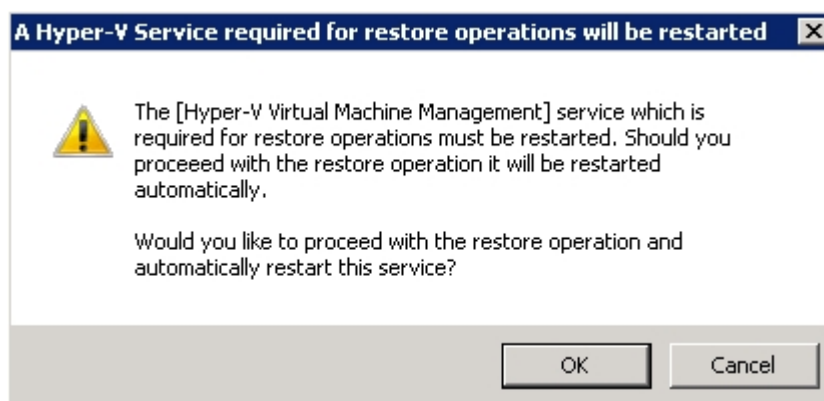 A Hyper-V Service required for restore operations will be restarted
The [Hyper-V Virtual Machine Management] service which is
required for restore operations must be restarted. Should you
proceeed with the restore operation it will be restarted
automatically.
Would you like to proceed with the restore operation and
automatically restart this service?
OK
Cancel